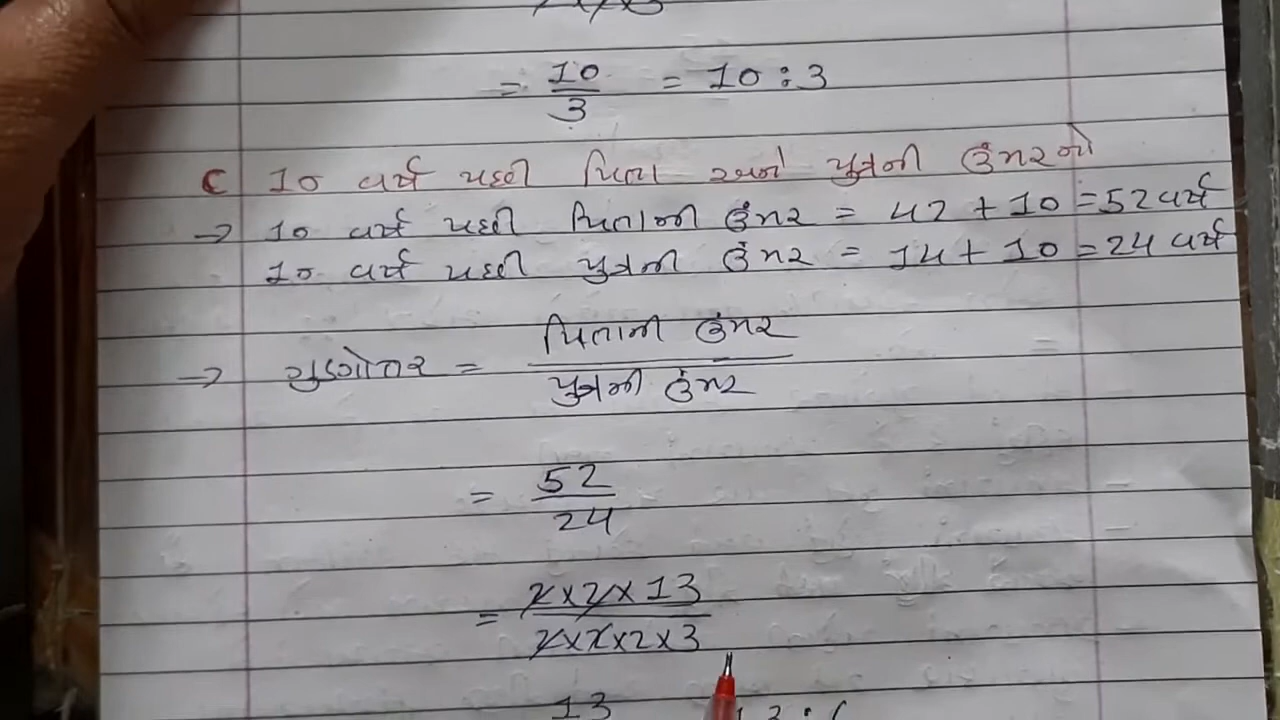 = 10/3 = 10 : 3
C 10 વર્ષ પછી પિતા અને પુત્રની ઉંમરનો
→ 10 વર્ષ પછી પિતાની ઉંમર = 42 + 10 = 52 વર્ષ
10 વર્ષ પછી પુત્રની ઉંમર = 14 + 10 = 24 વર્ષ
→ ગુણોત્તર = પિતાની ઉંમર / પુત્રની ઉંમર
= 52/24
= 2×2×13 / 2×2×2×3
13